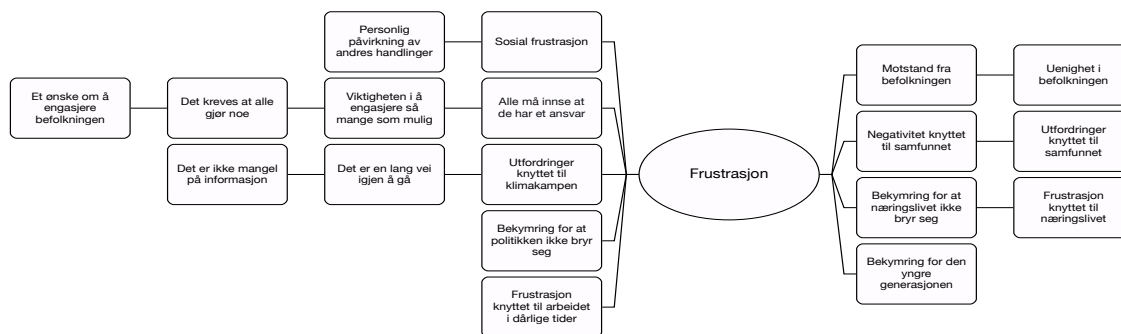 Personlig
påvirkning av
andres handlinger
Sosial frustrasjon
Et ønske om å
engasjere
befolkningen
Det kreves at alle
gjør noe
Viktigheten i å
engasjere så
mange som mulig
Alle må innse at
de har et ansvar
Det er ikke mangel
på informasjon
Det er en lang vei
igjen å gå
Utfordringer
knyttet til
klimakampen
Bekymring for at
politikken ikke bryr
seg
Frustrasjon
knyttet til arbeidet
i dårlige tider
Frustrasjon
Motstand fra
befolkningen
Uenighet i
befolkningen
Negativitet knyttet
til samfunnet
Utfordringer
knyttet til
samfunnet
Bekymring for at
næringslivet ikke
bryr seg
Frustrasjon
knyttet til
næringslivet
Bekymring for den
yngre
generasjonen